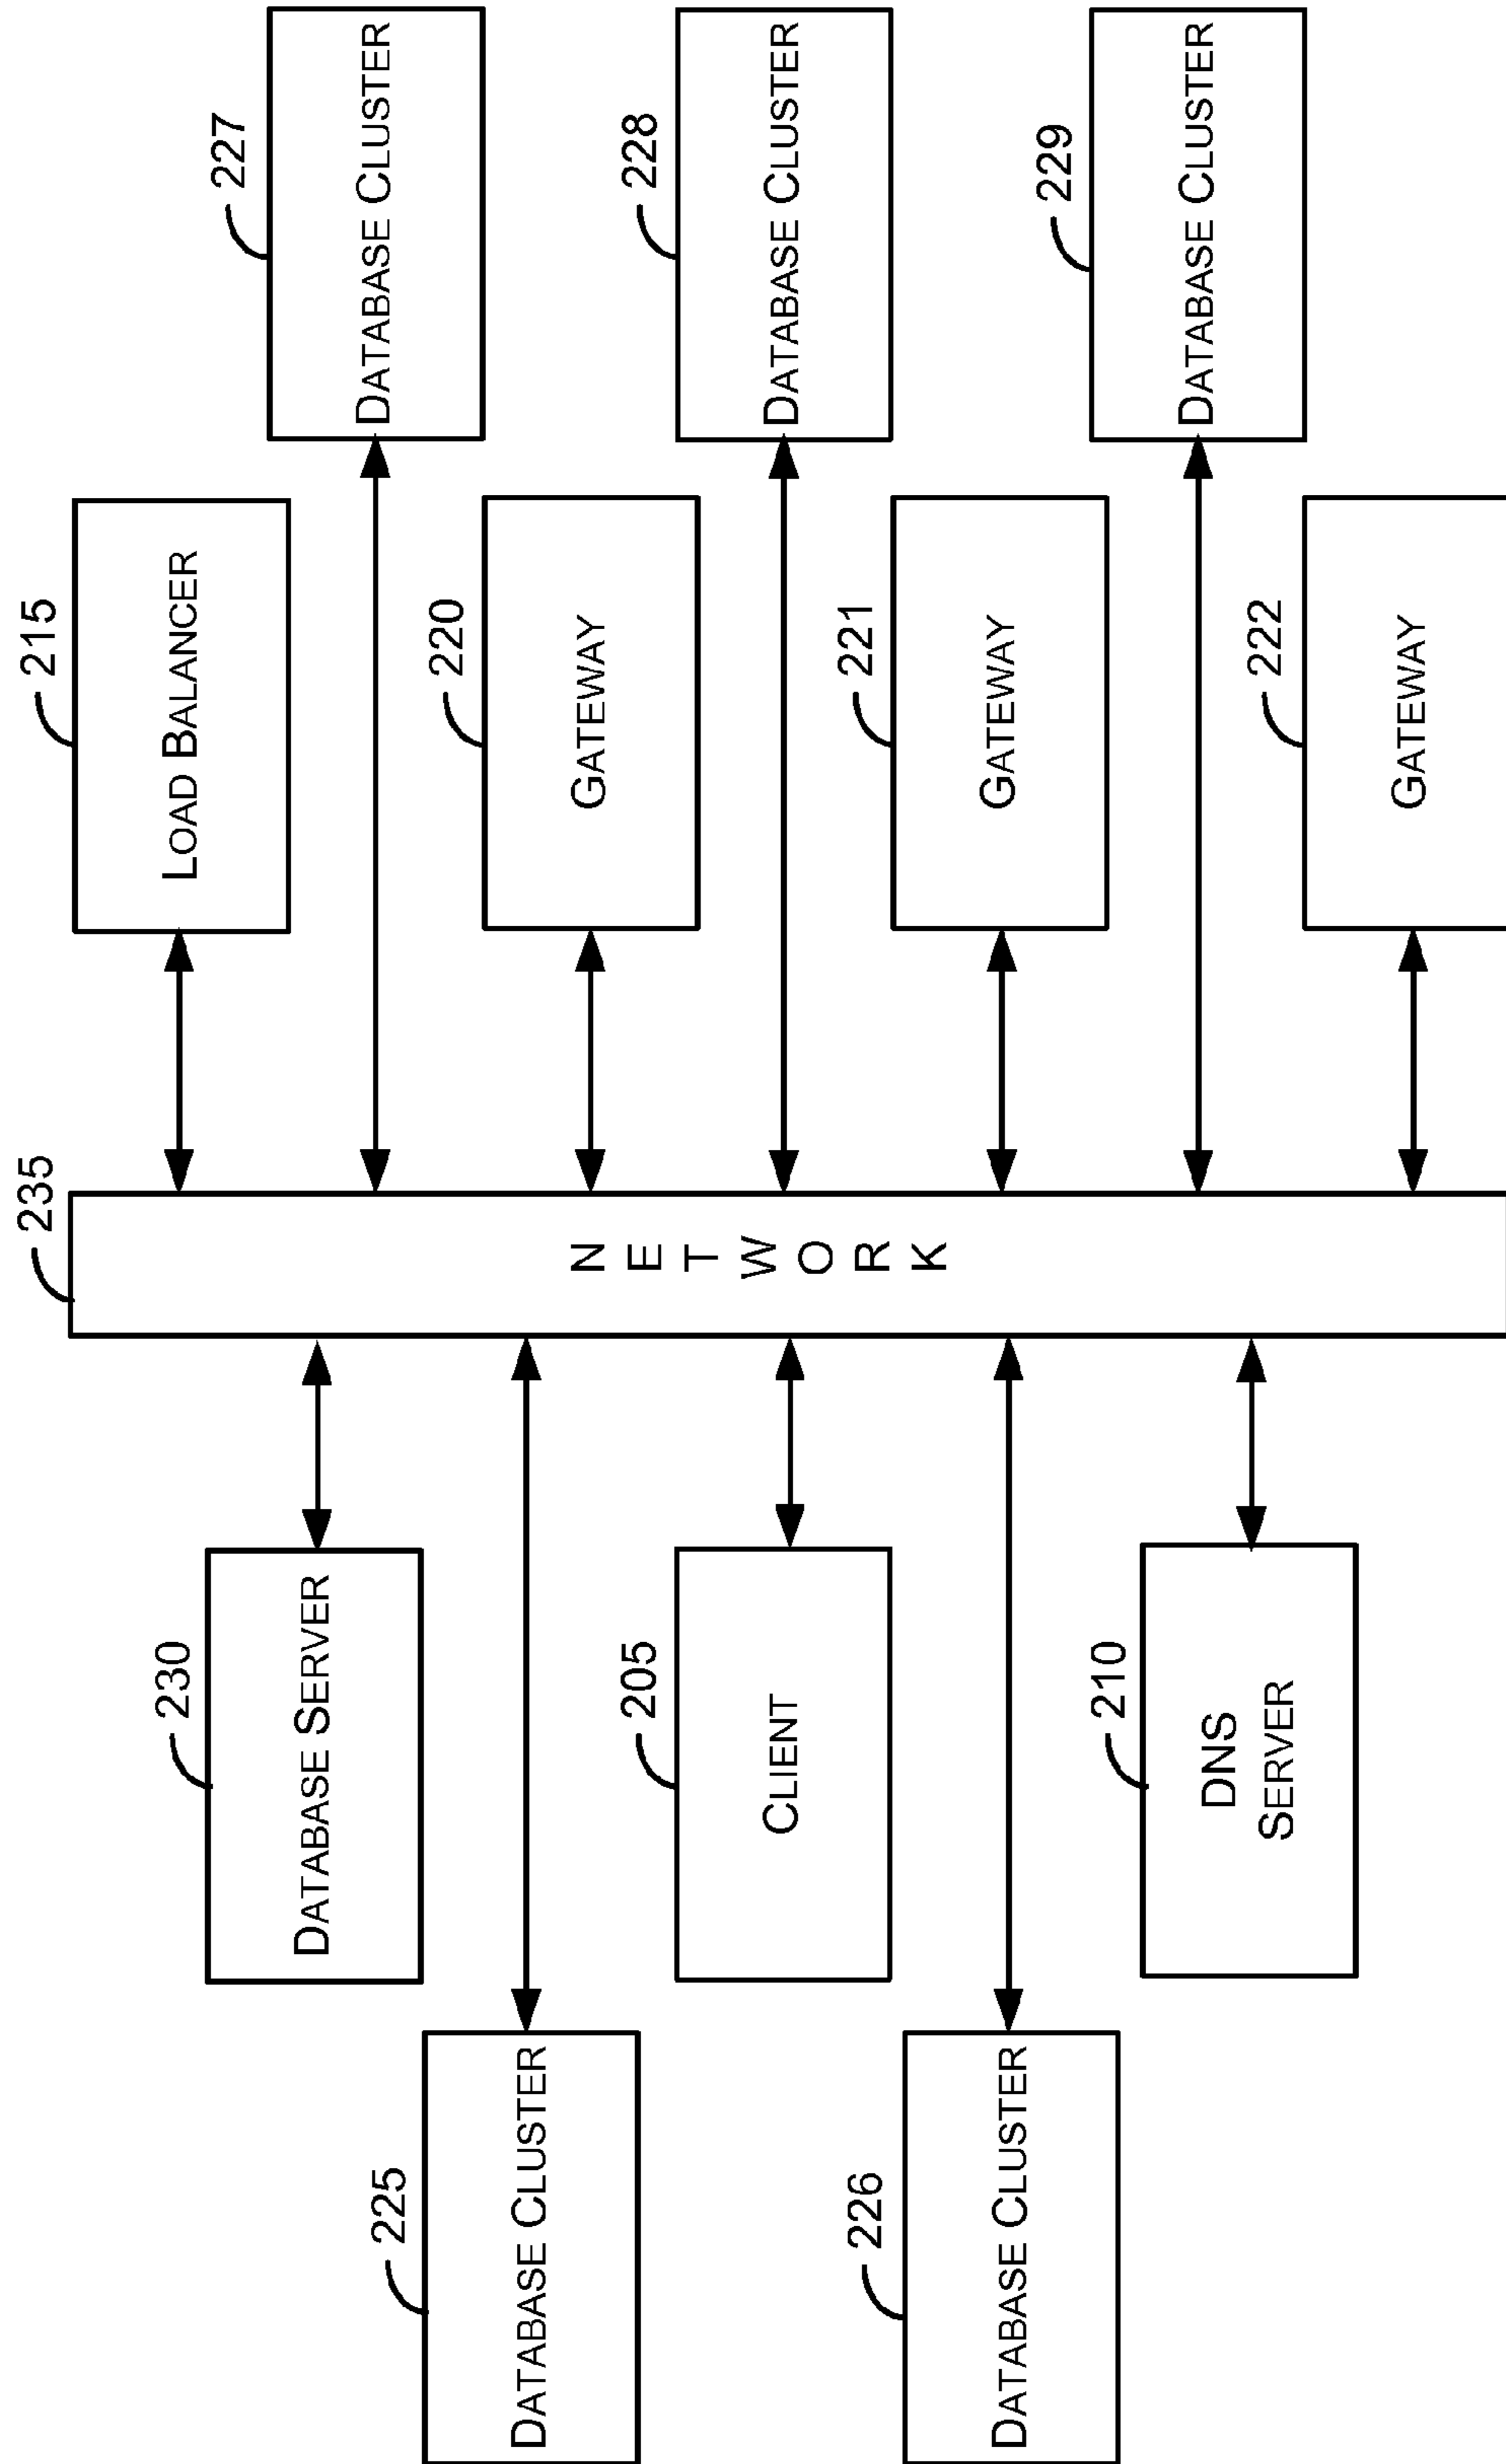 235
215
230
LOAD BALANCER
227
DATABASE SERVER
DATABASE CLUSTER
225
220
DATABASE CLUSTER
GATEWAY
N
E
T
W
O
R
K
205
228
CLIENT
DATABASE CLUSTER
226
221
DATABASE CLUSTER
GATEWAY
229
210
DATABASE CLUSTER
DNS
SERVER
222
GATEWAY